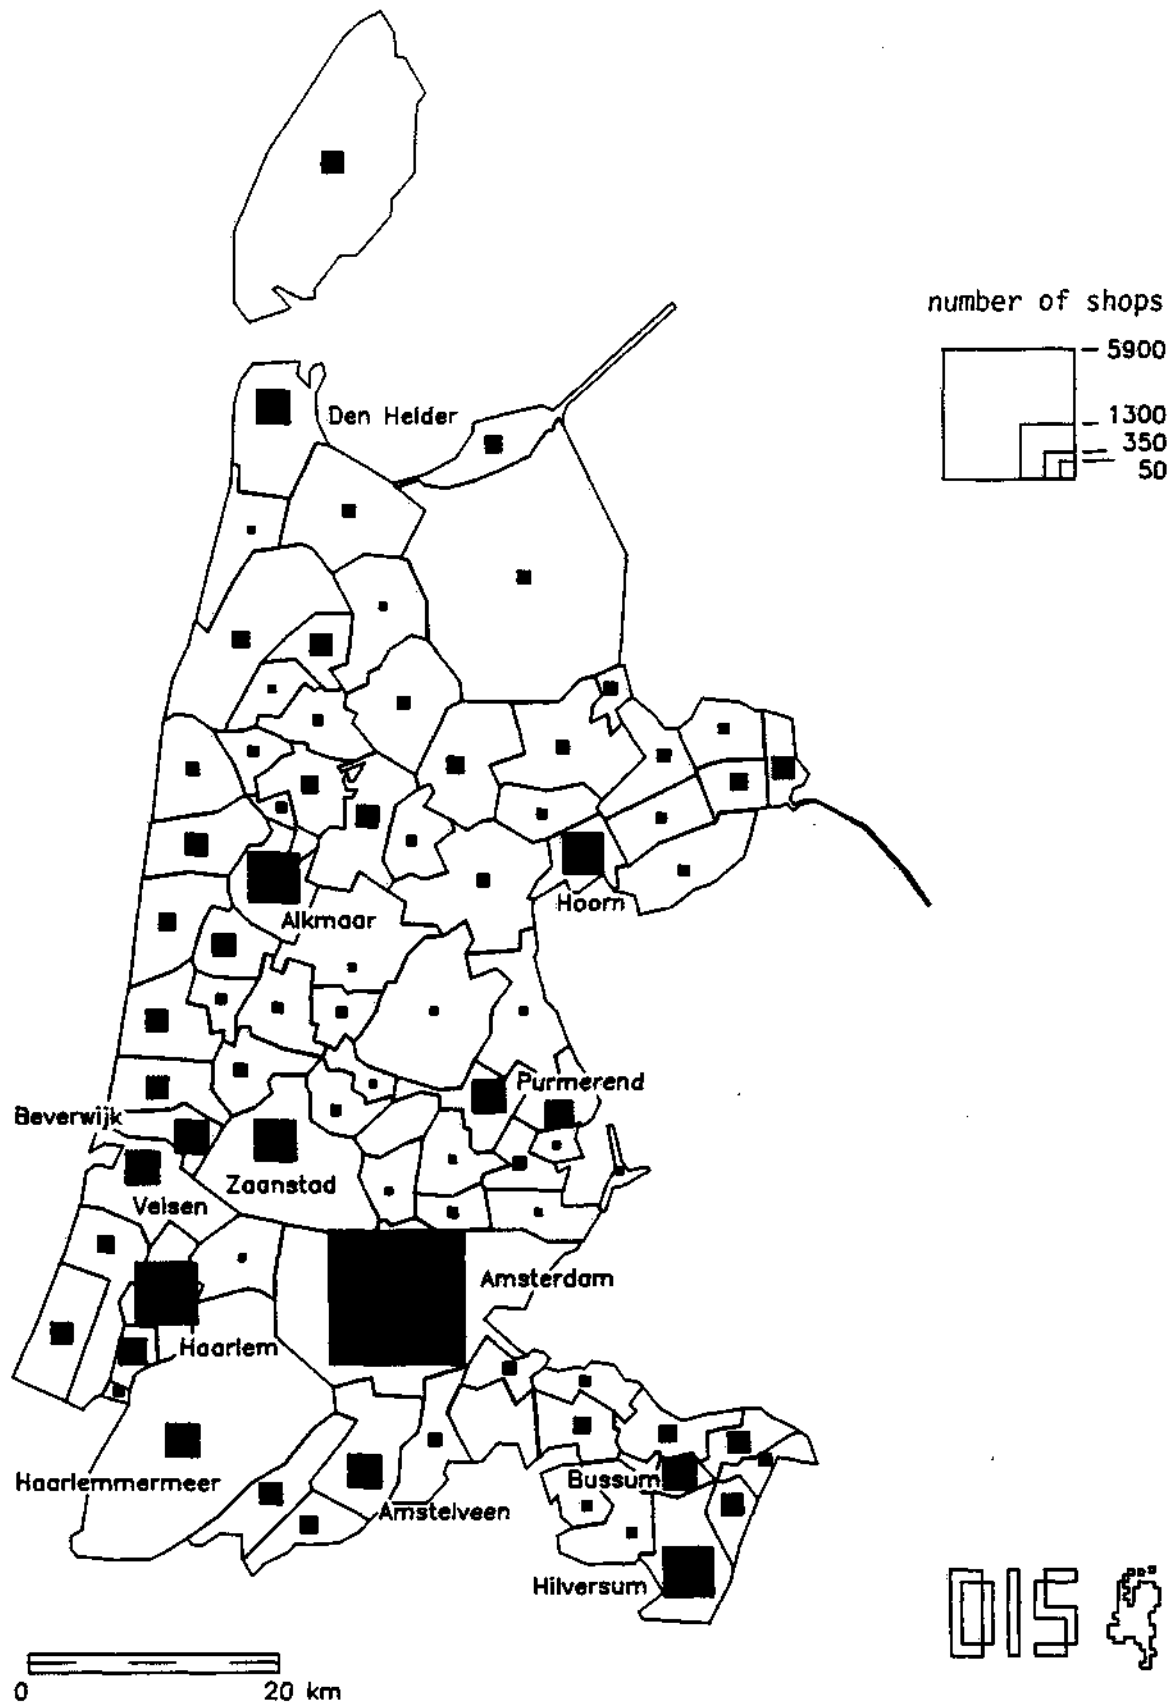 number of shops
5900
1300
350
50
Den Helder
Hoorn
Alkmaar
Purmerend
Beverwijk
Zaanstad
Velsen
Amsterdam
Haarlem
Haarlemmermeer
Bussum
Amstelveen
Hilversum
DIS
0 20 km